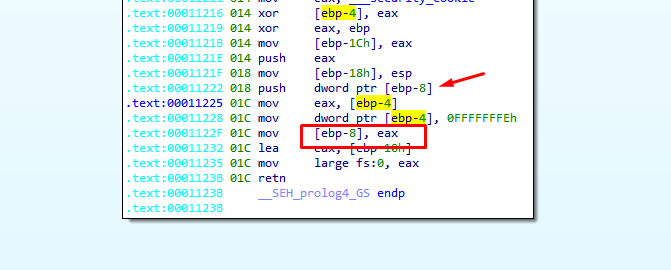 .text:00011216 014 xor     [ebp-4], eax
.text:00011219 014 xor     eax, ebp
.text:0001121B 014 mov     [ebp-1Ch], eax
.text:0001121E 014 push    eax
.text:0001121F 018 mov     [ebp-18h], esp
.text:00011222 018 push    dword ptr [ebp-8]
.text:00011225 01C mov     eax, [ebp-4]
.text:00011228 01C mov     dword ptr [ebp-4], 0FFFFFFFEh
.text:0001122F 01C mov     [ebp-8], eax
.text:00011232 01C lea     eax, [ebp-10h]
.text:00011235 01C mov     large fs:0, eax
.text:0001123B 01C retn
.text:0001123B     __SEH_prolog4_GS endp
.text:0001123B